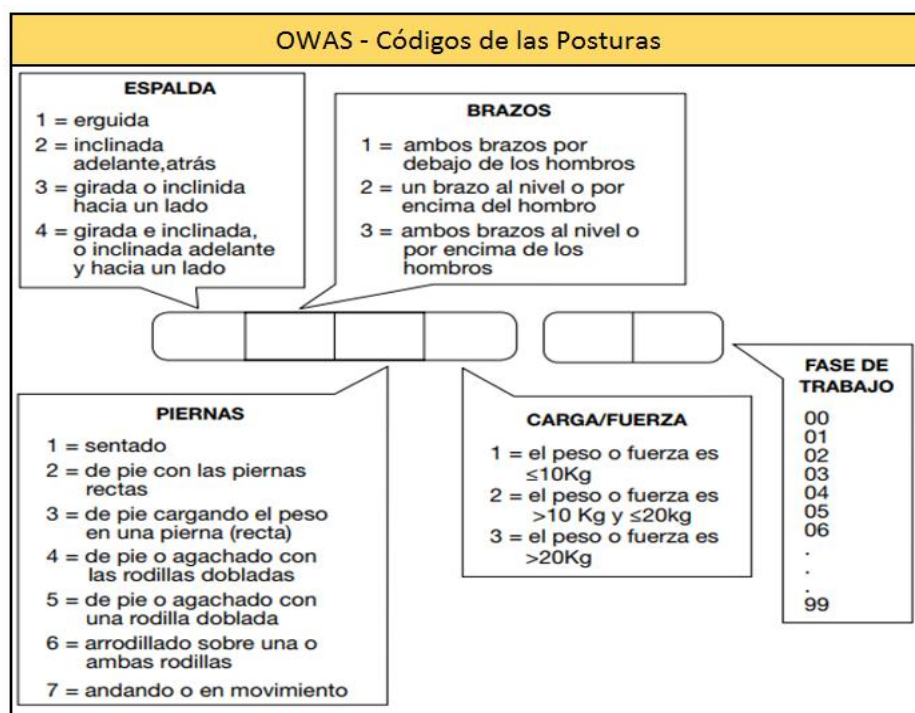 OWAS - Códigos de las Posturas
ESPALDA
1 = erguida
2 = inclinada
adelante,atrás
3 = girada o inclinida
hacia un lado
4 = girada e inclinada,
o inclinada adelante
y hacia un lado
BRAZOS
1 = ambos brazos por
debajo de los hombros
2 = un brazo al nivel o por
encima del hombro
3 = ambos brazos al nivel o
por encima de los
hombros
PIERNAS
1 = sentado
2 = de pie con las piernas
rectas
3 = de pie cargando el peso
en una pierna (recta)
4 = de pie o agachado con
las rodillas dobladas
5 = de pie o agachado con
una rodilla doblada
6 = arrodillado sobre una o
ambas rodillas
7 = andando o en movimiento
CARGA/FUERZA
1 = el peso o fuerza es
≤10Kg
2 = el peso o fuerza es
>10 Kg y ≤20kg
3 = el peso o fuerza es
>20Kg
FASE DE
TRABAJO
00
01
02
03
04
05
06
.
.
.
99